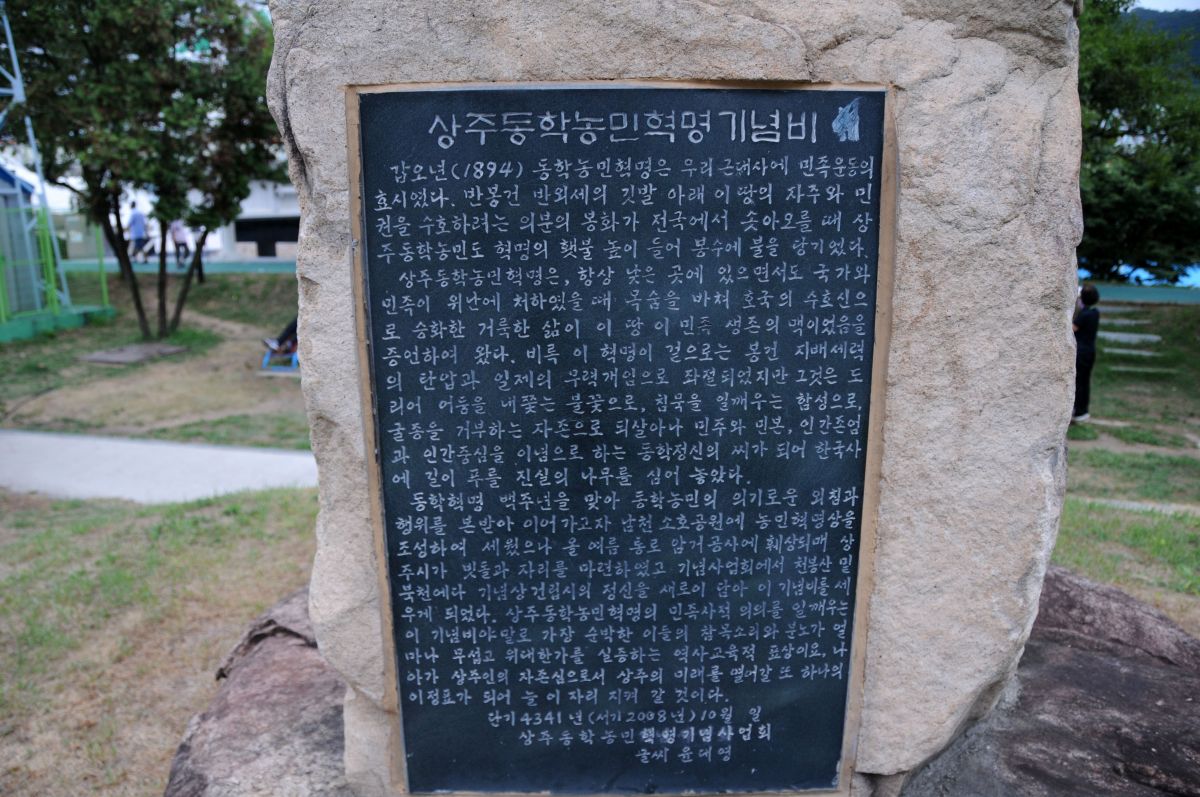 상주동학농민혁명기념비
갑오년(1894) 동학농민혁명은 우리 근대사에 민족운동의
효시였다. 반봉건 반외세의 깃발 아래 이 땅의 자주와 민
권을 수호하려는 의분의 봉화가 전국에서 솟아오를 때 상
주동학농민도 혁명의 횃불 높이 들어 봉수에 불을 당기었다.
상주동학농민혁명은, 항상 낮은 곳에 있으면서도 국가와
민족이 위난에 처하였을 때 목숨을 바쳐 호국의 수호신으
로 승화한 거룩한 삶이 이 땅 이 민족 생존의 맥이었음을
증언하여 왔다. 비록 이 혁명이 겉으로는 봉건 지배세력
의 탄압과 일제의 무력개입으로 좌절되었지만 그것은 도
리어 어둠을 내쫓는 불꽃으로, 침묵을 일깨우는 함성으로,
굴종을 거부하는 자존으로 되살아나 민주와 민본, 인간존엄
과 인간중심을 이념으로 하는 동학정신의 씨가 되어 한국사
에 길이 푸를 진실의 나무를 심어 놓았다.
동학혁명 백주년을 맞아 동학농민의 의기로운 외침과
행위를 본받아 이어가고자 남천 소호공원에 농민혁명상을
조성하여 세웠으나 올 여름 통로 암거공사에 훼상되매 상
주시가 빗돌과 자리를 마련하였고 기념사업회에서 천봉산 밑
북천에다 기념상 건립시의 정신을 새로이 담아 이 기념비를 세
우게 되었다. 상주동학농민혁명의 민족사적 의의를 일깨우는
이 기념비야말로 가장 순박한 이들의 참목소리와 분노가 얼
마나 무섭고 위대한가를 실증하는 역사교육적 표상이요, 나
아가 상주인의 자존심으로서 상주의 미래를 열어갈 또 하나의
이정표가 되어 늘 이 자리 지켜 갈 것이다.
단기 4341 년 (서기 2008 년) 10월 일
상주동학농민혁명기념사업회
글씨 윤대영